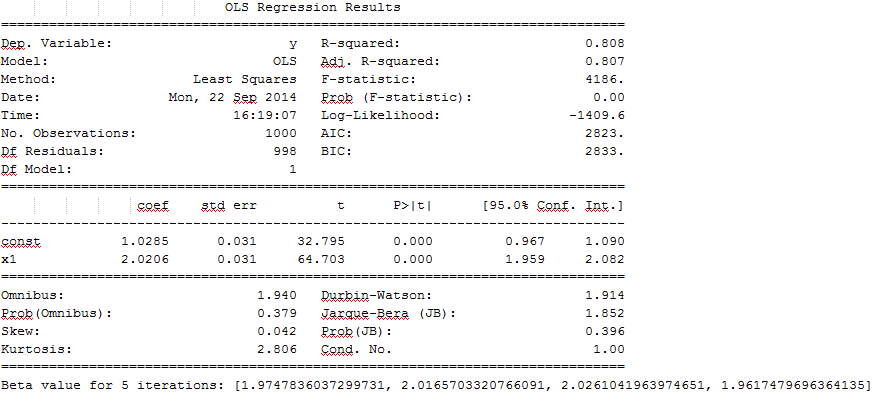 OLS Regression Results
==============================================================================
Dep. Variable: y R-squared: 0.808
Model: OLS Adj. R-squared: 0.807
Method: Least Squares F-statistic: 4186.
Date: Mon, 22 Sep 2014 Prob (F-statistic): 0.00
Time: 16:19:07 Log-Likelihood: -1409.6
No. Observations: 1000 AIC: 2823.
Df Residuals: 998 BIC: 2833.
Df Model: 1
==============================================================================
coef std err t P>|t| [95.0% Conf. Int.]
------------------------------------------------------------------------------
const 1.0285 0.031 32.795 0.000 0.967 1.090
x1 2.0206 0.031 64.703 0.000 1.959 2.082
==============================================================================
Omnibus: 1.940 Durbin-Watson: 1.914
Prob(Omnibus): 0.379 Jarque-Bera (JB): 1.852
Skew: 0.042 Prob(JB): 0.396
Kurtosis: 2.806 Cond. No. 1.00
==============================================================================
Beta value for 5 iterations: [1.9747836037299731, 2.0165703320766091, 2.0261041963974651, 1.9617479696364135]